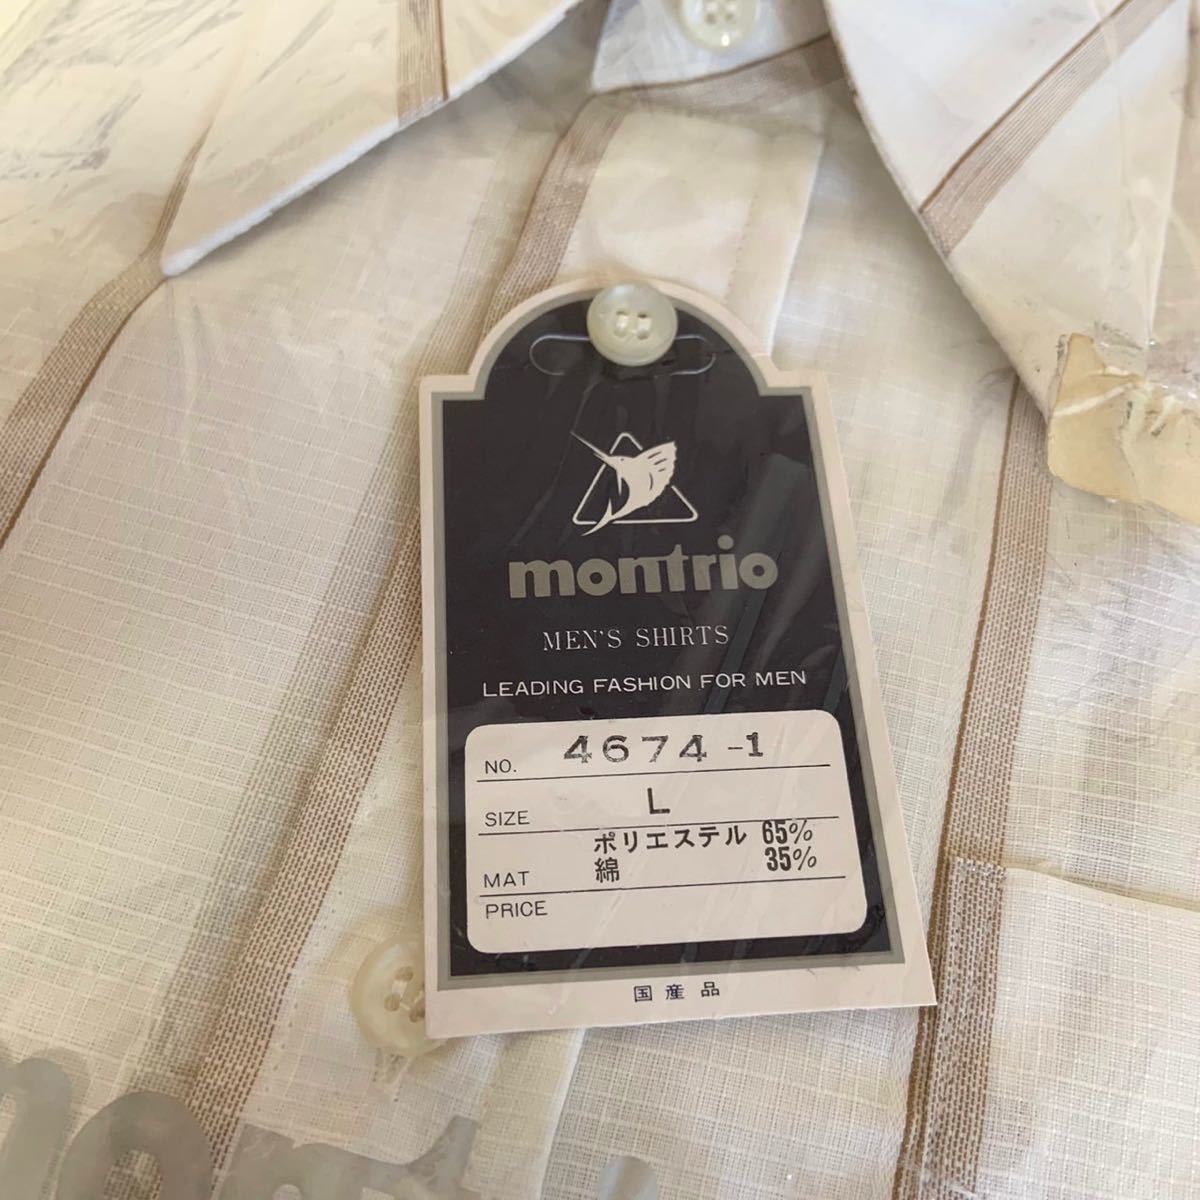 montrio
MEN'S SHIRTS
LEADING FASHION FOR MEN
NO. 4674-1
SIZE L
ポリエステル 65%
MAT 綿 35%
PRICE
国産品